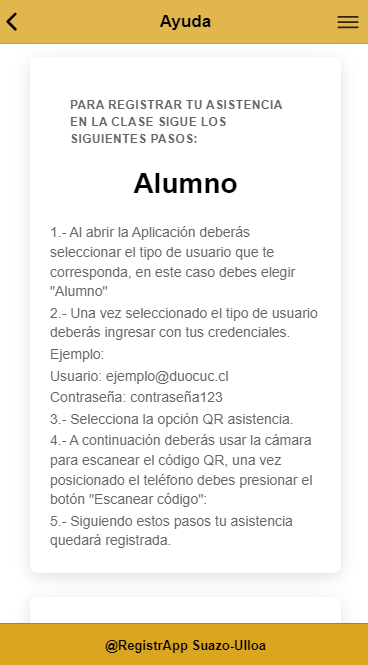 Ayuda
PARA REGISTRAR TU ASISTENCIA
EN LA CLASE SIGUE LOS
SIGUIENTES PASOS:
Alumno
1.- Al abrir la Aplicación deberás
seleccionar el tipo de usuario que te
corresponda, en este caso debes elegir
"Alumno"
2.- Una vez seleccionado el tipo de usuario
deberás ingresar con tus credenciales.
Ejemplo:
Usuario: ejemplo@duocuc.cl
Contraseña: contraseña123
3.- Selecciona la opción QR asistencia.
4.- A continuación deberás usar la cámara
para escanear el código QR, una vez
posicionado el teléfono debes presionar el
botón "Escanear código":
5.- Siguiendo estos pasos tu asistencia
quedará registrada.
@RegistrApp Suazo-Ulloa